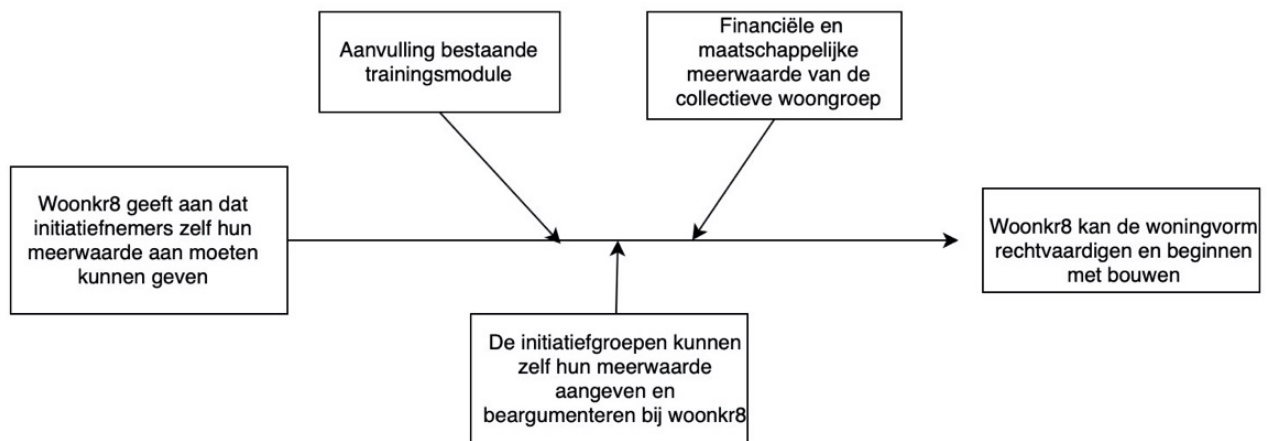 Aanvulling bestaande
trainingsmodule
Financiële en
maatschappelijke
meerwaarde van de
collectieve woongroep
Woonkr8 geeft aan dat
initiatiefnemers zelf hun
meerwaarde aan moeten
kunnen geven
Woonkr8 kan de woningvorm
rechtvaardigen en beginnen
met bouwen
De initiatiefgroepen kunnen
zelf hun meerwaarde
aangeven en
beargumenteren bij woonkr8